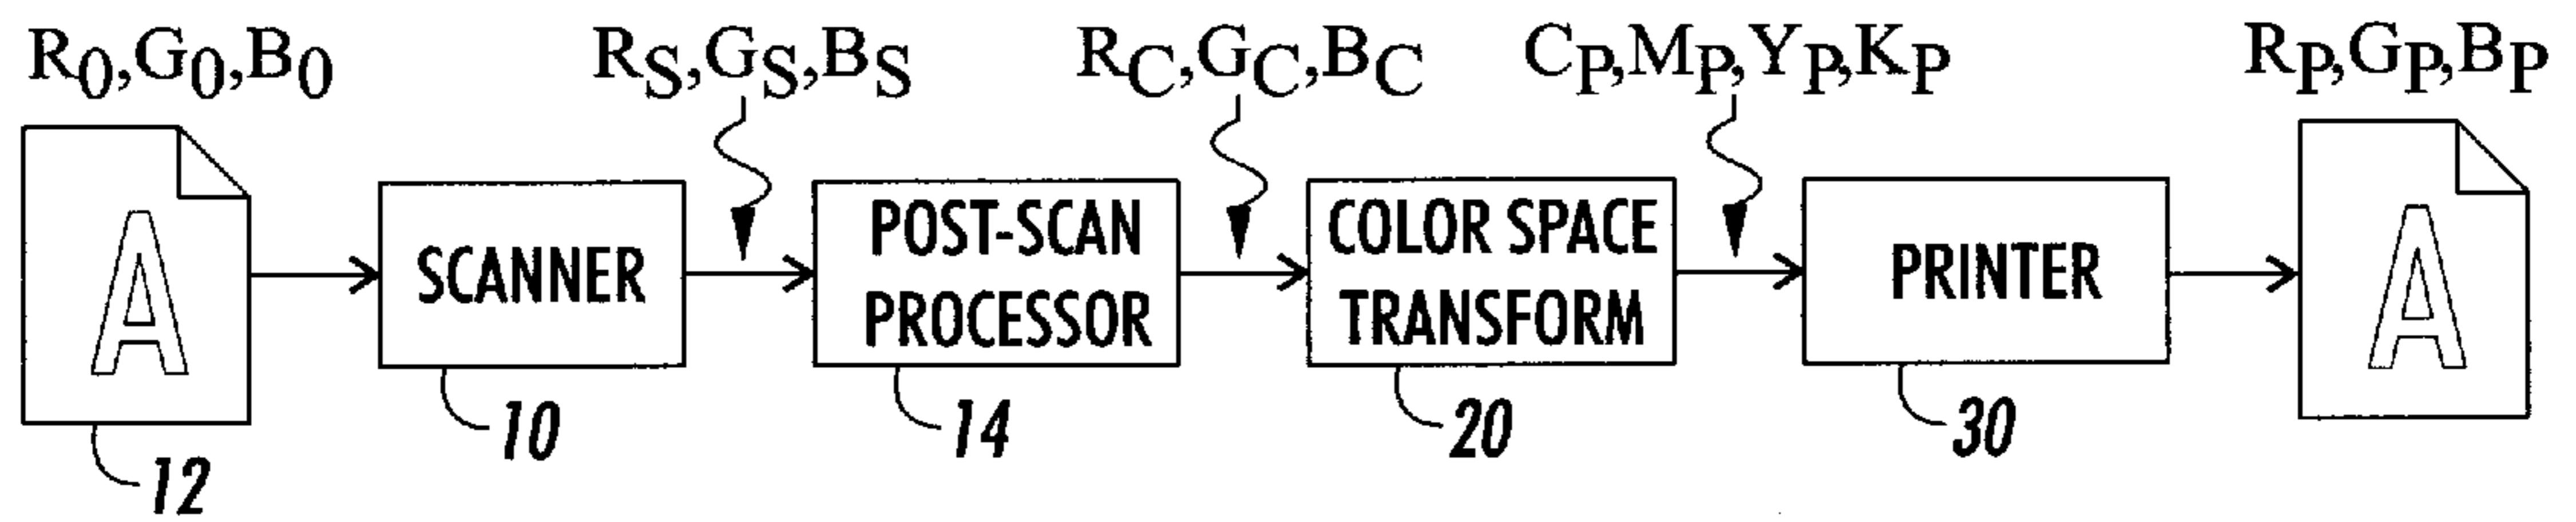 R0,G0,B0 RS,GS,BS RC,GC,BC CP,MP,YP,KP RP,GP,BP
A
SCANNER
POST-SCAN
PROCESSOR
COLOR SPACE
TRANSFORM
PRINTER
A
12
10
14
20
30